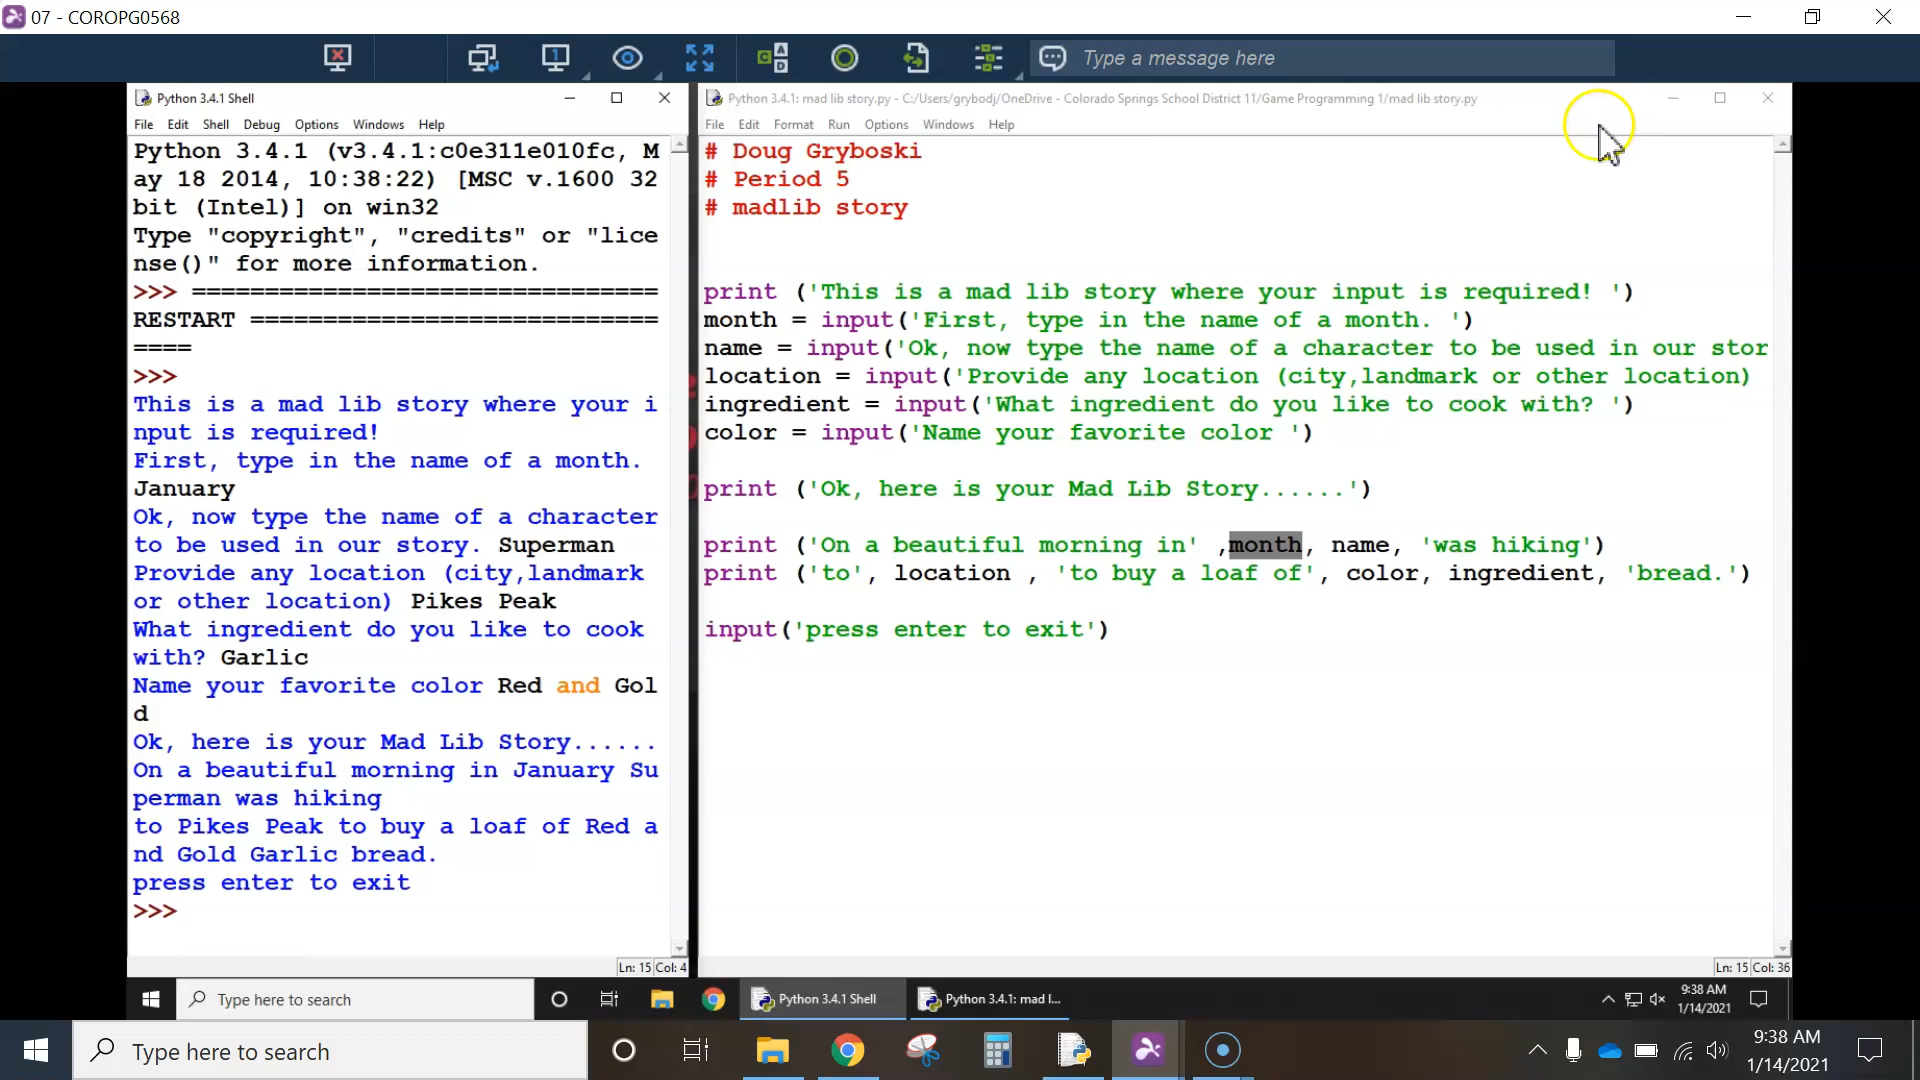 07 - COROPG0568
Type a message here
Python 3.4.1 Shell
File Edit Shell Debug Options Windows Help
Python 3.4.1 (v3.4.1:c0e311e010fc, M
ay 18 2014, 10:38:22) [MSC v.1600 32
bit (Intel)] on win32
Type "copyright", "credits" or "lice
nse()" for more information.
>>> ================================
RESTART ============================
====
>>>
This is a mad lib story where your i
nput is required!
First, type in the name of a month.
January
Ok, now type the name of a character
to be used in our story. Superman
Provide any location (city,landmark
or other location) Pikes Peak
What ingredient do you like to cook
with? Garlic
Name your favorite color Red and Gol
d
Ok, here is your Mad Lib Story......
On a beautiful morning in January Su
perman was hiking
to Pikes Peak to buy a loaf of Red a
nd Gold Garlic bread.
press enter to exit
>>>
Ln: 15 Col: 4
Python 3.4.1: mad lib story.py - C:/Users/grybodj/OneDrive - Colorado Springs School District 11/Game Programming 1/mad lib story.py
File Edit Format Run Options Windows Help
# Doug Gryboski
# Period 5
# madlib story
print ('This is a mad lib story where your input is required! ')
month = input('First, type in the name of a month. ')
name = input('Ok, now type the name of a character to be used in our stor
location = input('Provide any location (city,landmark or other location)
ingredient = input('What ingredient do you like to cook with? ')
color = input('Name your favorite color ')
print ('Ok, here is your Mad Lib Story......')
print ('On a beautiful morning in' ,month, name, 'was hiking')
print ('to', location , 'to buy a loaf of', color, ingredient, 'bread.')
input('press enter to exit')
Ln: 15 Col: 36
Type here to search
Python 3.4.1 Shell
Python 3.4.1: mad l...
9:38 AM
1/14/2021
Type here to search
9:38 AM
1/14/2021